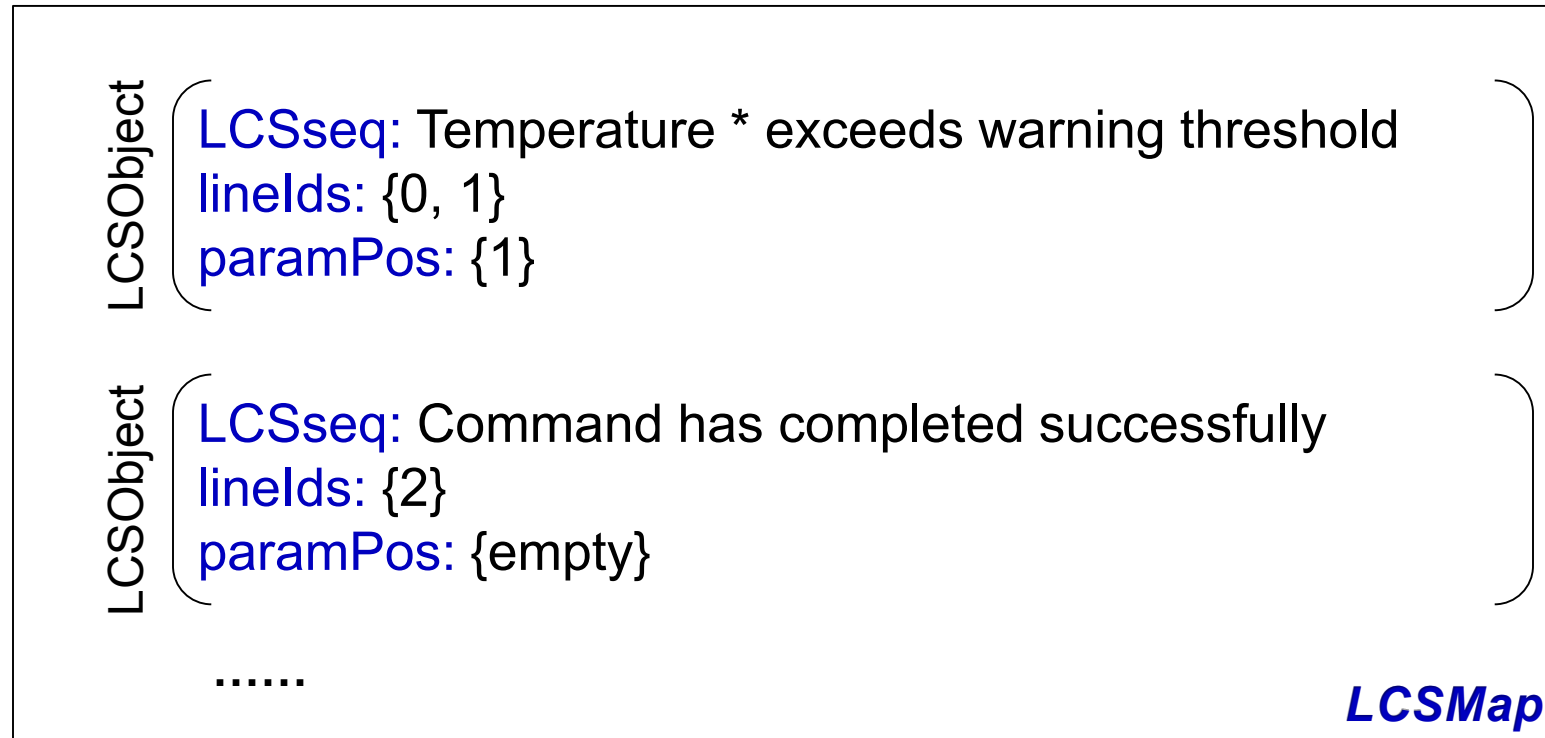 LCSObject
LCSseq: Temperature * exceeds warning threshold
lineIds: {0, 1}
paramPos: {1}
LCSObject
LCSseq: Command has completed successfully
lineIds: {2}
paramPos: {empty}
......
LCSMap